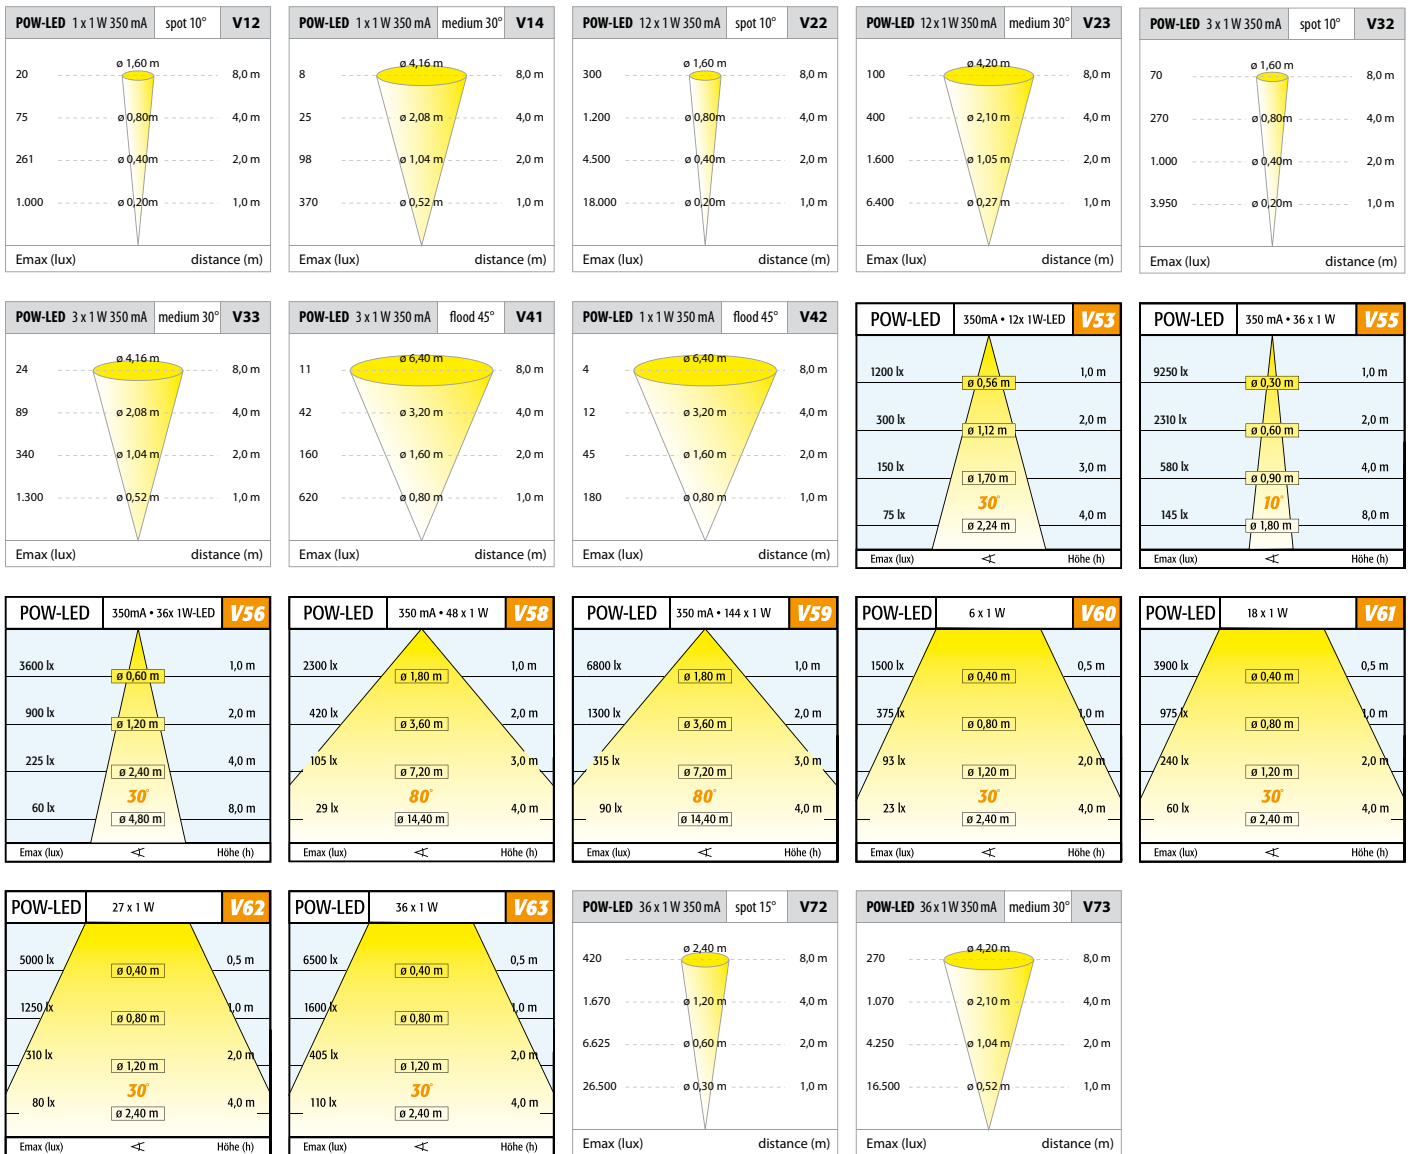 POW-LED 1 x 1 W 350 mA spot 10° V12
ø 1,60 m
20 8,0 m
75 ø 0,80m 4,0 m
261 ø 0,40m 2,0 m
1.000 ø 0,20m 1,0 m
Emax (lux) distance (m)
POW-LED 1 x 1 W 350 mA medium 30° V14
ø 4,16 m
8 8,0 m
25 ø 2,08 m 4,0 m
98 ø 1,04 m 2,0 m
370 ø 0,52 m 1,0 m
Emax (lux) distance (m)
POW-LED 12 x 1 W 350 mA spot 10° V22
ø 1,60 m
300 8,0 m
1.200 ø 0,80m 4,0 m
4.500 ø 0,40m 2,0 m
18.000 ø 0,20m 1,0 m
Emax (lux) distance (m)
POW-LED 12 x 1 W 350 mA medium 30° V23
ø 4,20 m
100 8,0 m
400 ø 2,10 m 4,0 m
1.600 ø 1,05 m 2,0 m
6.400 ø 0,27 m 1,0 m
Emax (lux) distance (m)
POW-LED 3 x 1 W 350 mA spot 10° V32
ø 1,60 m
70 8,0 m
270 ø 0,80m 4,0 m
1.000 ø 0,40m 2,0 m
3.950 ø 0,20m 1,0 m
Emax (lux) distance (m)
POW-LED 3 x 1 W 350 mA medium 30° V33
ø 4,16 m
24 8,0 m
89 ø 2,08 m 4,0 m
340 ø 1,04 m 2,0 m
1.300 ø 0,52 m 1,0 m
Emax (lux) distance (m)
POW-LED 3 x 1 W 350 mA flood 45° V41
ø 6,40 m
11 8,0 m
42 ø 3,20 m 4,0 m
160 ø 1,60 m 2,0 m
620 ø 0,80 m 1,0 m
Emax (lux) distance (m)
POW-LED 1 x 1 W 350 mA flood 45° V42
ø 6,40 m
4 8,0 m
12 ø 3,20 m 4,0 m
45 ø 1,60 m 2,0 m
180 ø 0,80 m 1,0 m
Emax (lux) distance (m)
POW-LED 350mA • 12x 1W-LED V53
1200 lx 1,0 m
ø 0,56 m
300 lx 2,0 m
ø 1,12 m
150 lx 3,0 m
ø 1,70 m
30°
75 lx 4,0 m
ø 2,24 m
Emax (lux) Höhe (h)
POW-LED 350 mA • 36 x 1 W V55
9250 lx 1,0 m
ø 0,30 m
2310 lx 2,0 m
ø 0,60 m
580 lx 4,0 m
ø 0,90 m
10°
145 lx 8,0 m
ø 1,80 m
Emax (lux) Höhe (h)
POW-LED 350mA • 36x 1W-LED V56
3600 lx 1,0 m
ø 0,60 m
900 lx 2,0 m
ø 1,20 m
225 lx 4,0 m
ø 2,40 m
30°
60 lx 8,0 m
ø 4,80 m
Emax (lux) Höhe (h)
POW-LED 350 mA • 48 x 1 W V58
2300 lx 1,0 m
ø 1,80 m
420 lx 2,0 m
ø 3,60 m
105 lx 3,0 m
ø 7,20 m
80°
29 lx 4,0 m
ø 14,40 m
Emax (lux) Höhe (h)
POW-LED 350 mA • 144 x 1 W V59
6800 lx 1,0 m
ø 1,80 m
1300 lx 2,0 m
ø 3,60 m
315 lx 3,0 m
ø 7,20 m
80°
90 lx 4,0 m
ø 14,40 m
Emax (lux) Höhe (h)
POW-LED 6 x 1 W V60
1500 lx 0,5 m
ø 0,40 m
375 lx 1,0 m
ø 0,80 m
93 lx 2,0 m
ø 1,20 m
30°
23 lx 4,0 m
ø 2,40 m
Emax (lux) Höhe (h)
POW-LED 18 x 1 W V61
3900 lx 0,5 m
ø 0,40 m
975 lx 1,0 m
ø 0,80 m
240 lx 2,0 m
ø 1,20 m
30°
60 lx 4,0 m
ø 2,40 m
Emax (lux) Höhe (h)
POW-LED 27 x 1 W V62
5000 lx 0,5 m
ø 0,40 m
1250 lx 1,0 m
ø 0,80 m
310 lx 2,0 m
ø 1,20 m
30°
80 lx 4,0 m
ø 2,40 m
Emax (lux) Höhe (h)
POW-LED 36 x 1 W V63
6500 lx 0,5 m
ø 0,40 m
1600 lx 1,0 m
ø 0,80 m
405 lx 2,0 m
ø 1,20 m
30°
110 lx 4,0 m
ø 2,40 m
Emax (lux) Höhe (h)
POW-LED 36 x 1 W 350 mA spot 15° V72
ø 2,40 m
420 8,0 m
1.670 ø 1,20 m 4,0 m
6.625 ø 0,60 m 2,0 m
26.500 ø 0,30 m 1,0 m
Emax (lux) distance (m)
POW-LED 36 x 1 W 350 mA medium 30° V73
ø 4,20 m
270 8,0 m
1.070 ø 2,10 m 4,0 m
4.250 ø 1,04 m 2,0 m
16.500 ø 0,52 m 1,0 m
Emax (lux) distance (m)